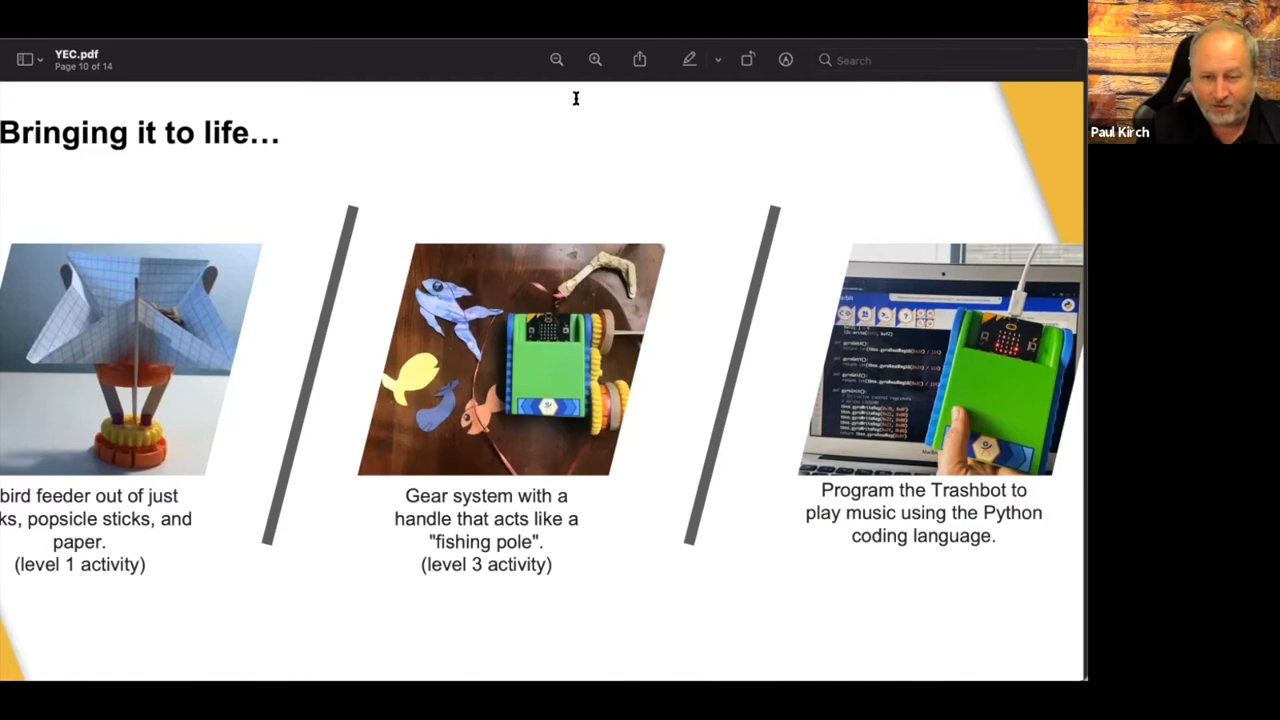 YEC.pdf
Page 10 of 14
Search
Paul Kirch
Bringing it to life…
bird feeder out of just
ks, popsicle sticks, and
paper.
(level 1 activity)
Gear system with a
handle that acts like a
"fishing pole".
(level 3 activity)
Program the Trashbot to
play music using the Python
coding language.